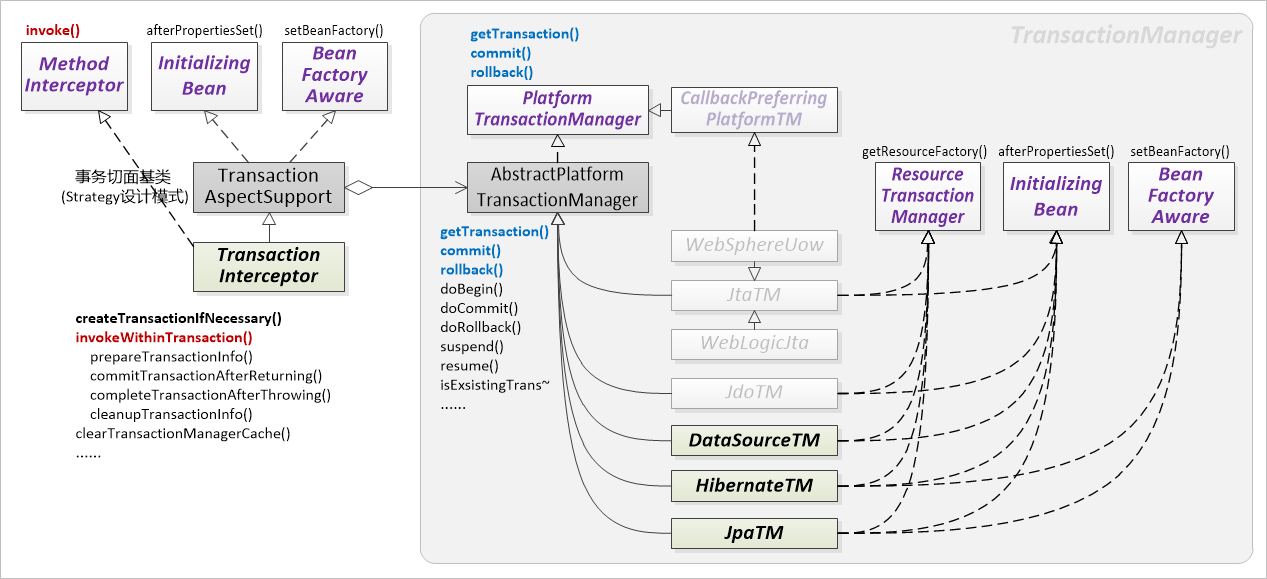 invoke()
Method
Interceptor
afterPropertiesSet()
Initializing
Bean
setBeanFactory()
Bean
Factory
Aware
事务切面基类
(Strategy设计模式)
Transaction
AspectSupport
Transaction
Interceptor
createTransactionIfNecessary()
invokeWithinTransaction()
prepareTransactionInfo()
commitTransactionAfterReturning()
completeTransactionAfterThrowing()
cleanupTransactionInfo()
clearTransactionManagerCache()
......
TransactionManager
getTransaction()
commit()
rollback()
Platform
TransactionManager
CallbackPreferring
PlatformTM
AbstractPlatform
TransactionManager
getTransaction()
commit()
rollback()
doBegin()
doCommit()
doRollback()
suspend()
resume()
isExsistingTrans~
......
WebSphereUow
JtaTM
WebLogicJta
JdoTM
DataSourceTM
HibernateTM
JpaTM
getResourceFactory()
Resource
Transaction
Manager
afterPropertiesSet()
Initializing
Bean
setBeanFactory()
Bean
Factory
Aware